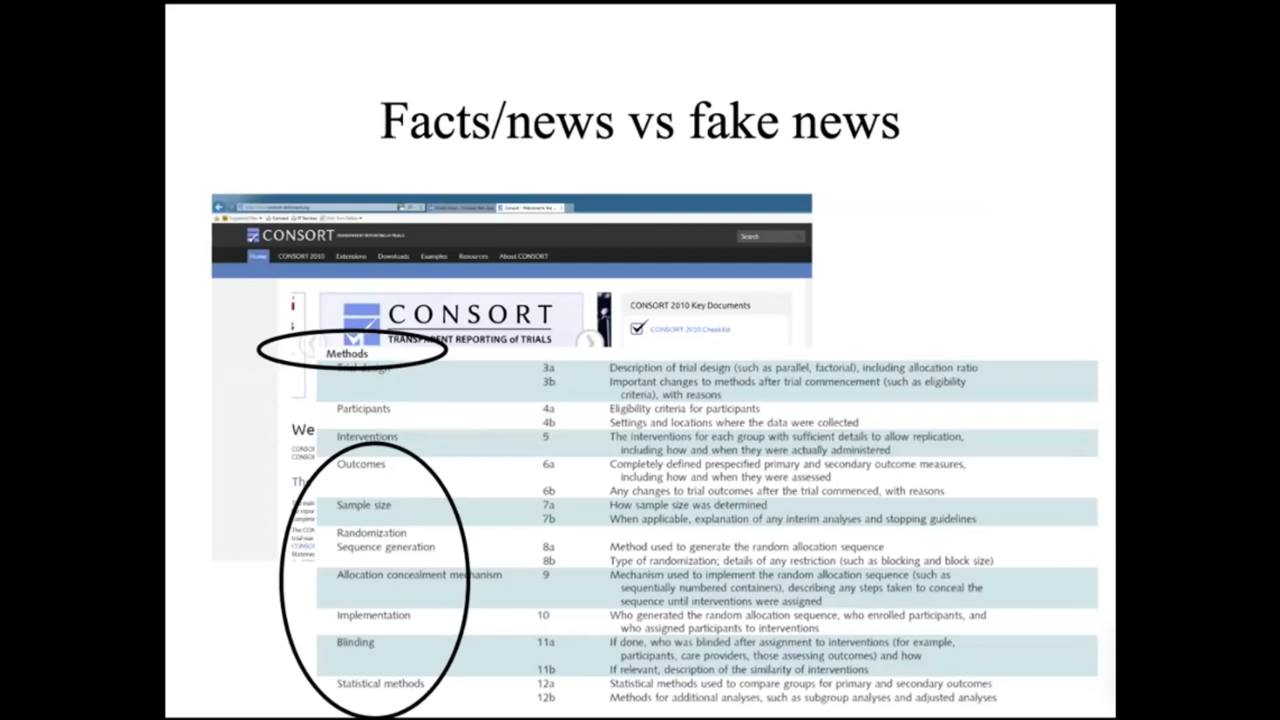 Facts/news vs fake news
CONSORT TRANSPARENT REPORTING of TRIALS
Search
Home CONSORT 2010 Extensions Downloads Examples Resources About CONSORT
CONSORT
TRANSPARENT REPORTING of TRIALS
CONSORT 2010 Key Documents
CONSORT 2010 Checklist
We
Methods
Trial design 3a Description of trial design (such as parallel, factorial), including allocation ratio
3b Important changes to methods after trial commencement (such as eligibility
criteria), with reasons
Participants 4a Eligibility criteria for participants
4b Settings and locations where the data were collected
Interventions 5 The interventions for each group with sufficient details to allow replication,
including how and when they were actually administered
Outcomes 6a Completely defined prespecified primary and secondary outcome measures,
including how and when they were assessed
6b Any changes to trial outcomes after the trial commenced, with reasons
Sample size 7a How sample size was determined
7b When applicable, explanation of any interim analyses and stopping guidelines
Randomization
Sequence generation 8a Method used to generate the random allocation sequence
8b Type of randomization; details of any restriction (such as blocking and block size)
Allocation concealment mechanism 9 Mechanism used to implement the random allocation sequence (such as
sequentially numbered containers), describing any steps taken to conceal the
sequence until interventions were assigned
Implementation 10 Who generated the random allocation sequence, who enrolled participants, and
who assigned participants to interventions
Blinding 11a If done, who was blinded after assignment to interventions (for example,
participants, care providers, those assessing outcomes) and how
11b If relevant, description of the similarity of interventions
Statistical methods 12a Statistical methods used to compare groups for primary and secondary outcomes
12b Methods for additional analyses, such as subgroup analyses and adjusted analyses